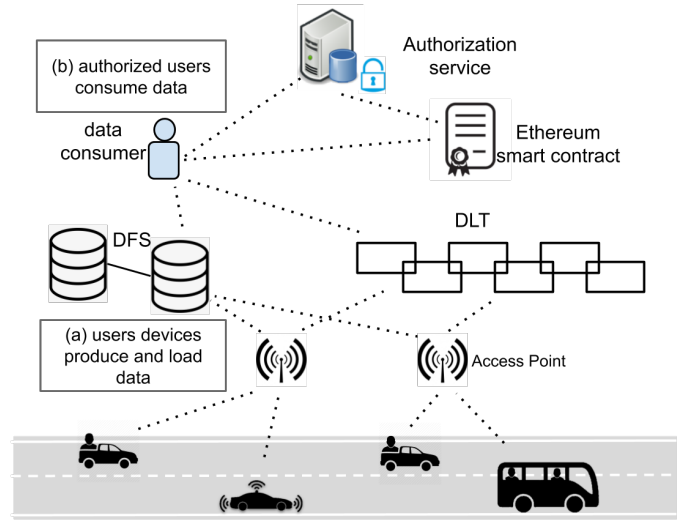 Authorization
service
(b) authorized users
consume data
data
consumer
Ethereum
smart contract
DFS
DLT
(a) users devices
produce and load
data
Access Point